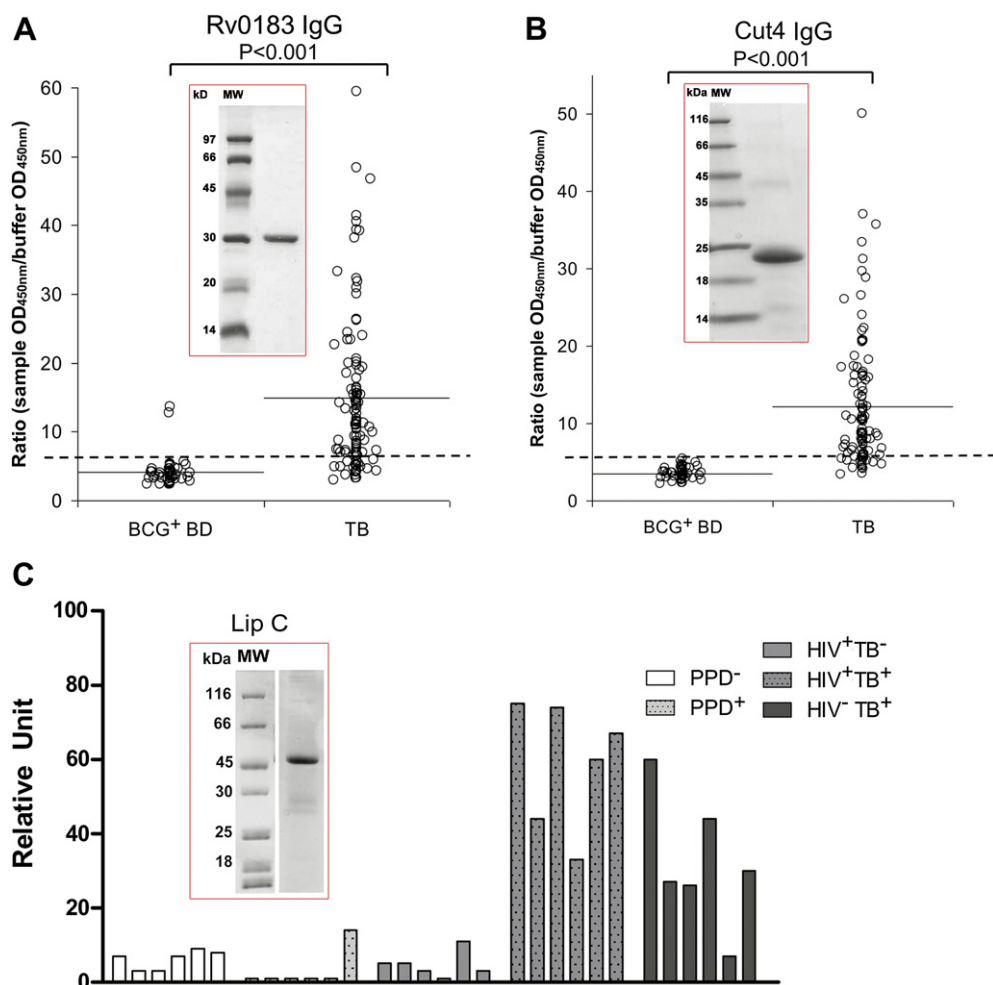 A
Rv0183 IgG
P<0.001
Ratio (sample OD450nm/buffer OD450nm)
60
50
40
30
20
10
0
kD MW
97
66
45
30
20
14
BCG+ BD TB
B
Cut4 IgG
P<0.001
Ratio (sample OD450nm/buffer OD450nm)
50
40
30
20
10
0
kDa MW
116
66
45
35
25
18
14
BCG+ BD TB
C
Relative Unit
100
80
60
40
20
0
Lip C
kDa MW
116
66
45
30
25
18
PPD-
PPD+
HIV+TB-
HIV+TB+
HIV- TB+